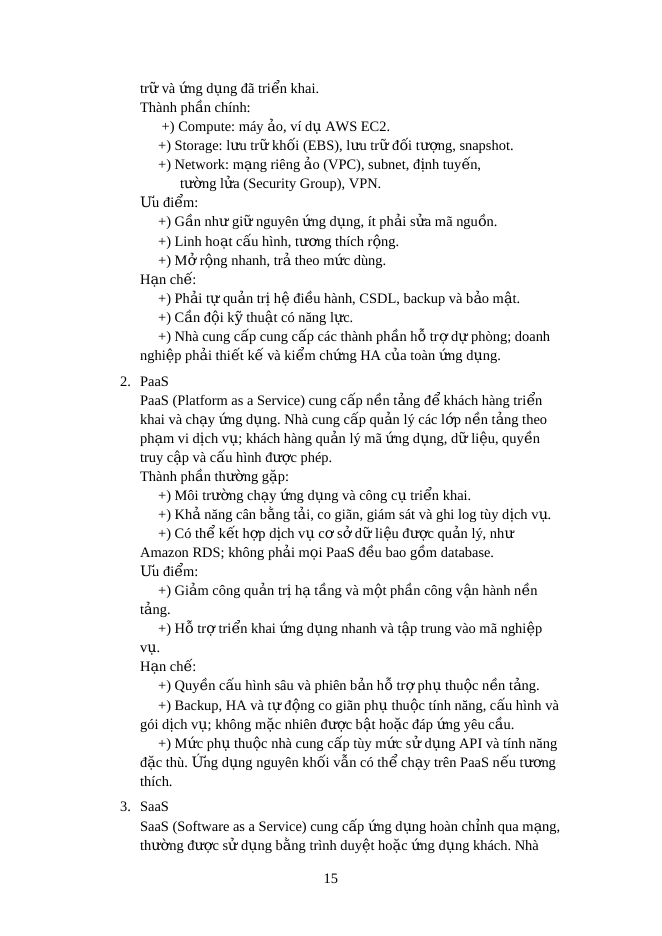 trữ và ứng dụng đã triển khai.
Thành phần chính:
+) Compute: máy ảo, ví dụ AWS EC2.
+) Storage: lưu trữ khối (EBS), lưu trữ đối tượng, snapshot.
+) Network: mạng riêng ảo (VPC), subnet, định tuyến,
tường lửa (Security Group), VPN.
Ưu điểm:
+) Gần như giữ nguyên ứng dụng, ít phải sửa mã nguồn.
+) Linh hoạt cấu hình, tương thích rộng.
+) Mở rộng nhanh, trả theo mức dùng.
Hạn chế:
+) Phải tự quản trị hệ điều hành, CSDL, backup và bảo mật.
+) Cần đội kỹ thuật có năng lực.
+) Nhà cung cấp cung cấp các thành phần hỗ trợ dự phòng; doanh
nghiệp phải thiết kế và kiểm chứng HA của toàn ứng dụng.
2. PaaS
PaaS (Platform as a Service) cung cấp nền tảng để khách hàng triển
khai và chạy ứng dụng. Nhà cung cấp quản lý các lớp nền tảng theo
phạm vi dịch vụ; khách hàng quản lý mã ứng dụng, dữ liệu, quyền
truy cập và cấu hình được phép.
Thành phần thường gặp:
+) Môi trường chạy ứng dụng và công cụ triển khai.
+) Khả năng cân bằng tải, co giãn, giám sát và ghi log tùy dịch vụ.
+) Có thể kết hợp dịch vụ cơ sở dữ liệu được quản lý, như
Amazon RDS; không phải mọi PaaS đều bao gồm database.
Ưu điểm:
+) Giảm công quản trị hạ tầng và một phần công vận hành nền
tảng.
+) Hỗ trợ triển khai ứng dụng nhanh và tập trung vào mã nghiệp
vụ.
Hạn chế:
+) Quyền cấu hình sâu và phiên bản hỗ trợ phụ thuộc nền tảng.
+) Backup, HA và tự động co giãn phụ thuộc tính năng, cấu hình và
gói dịch vụ; không mặc nhiên được bật hoặc đáp ứng yêu cầu.
+) Mức phụ thuộc nhà cung cấp tùy mức sử dụng API và tính năng
đặc thù. Ứng dụng nguyên khối vẫn có thể chạy trên PaaS nếu tương
thích.
3. SaaS
SaaS (Software as a Service) cung cấp ứng dụng hoàn chỉnh qua mạng,
thường được sử dụng bằng trình duyệt hoặc ứng dụng khách. Nhà
15